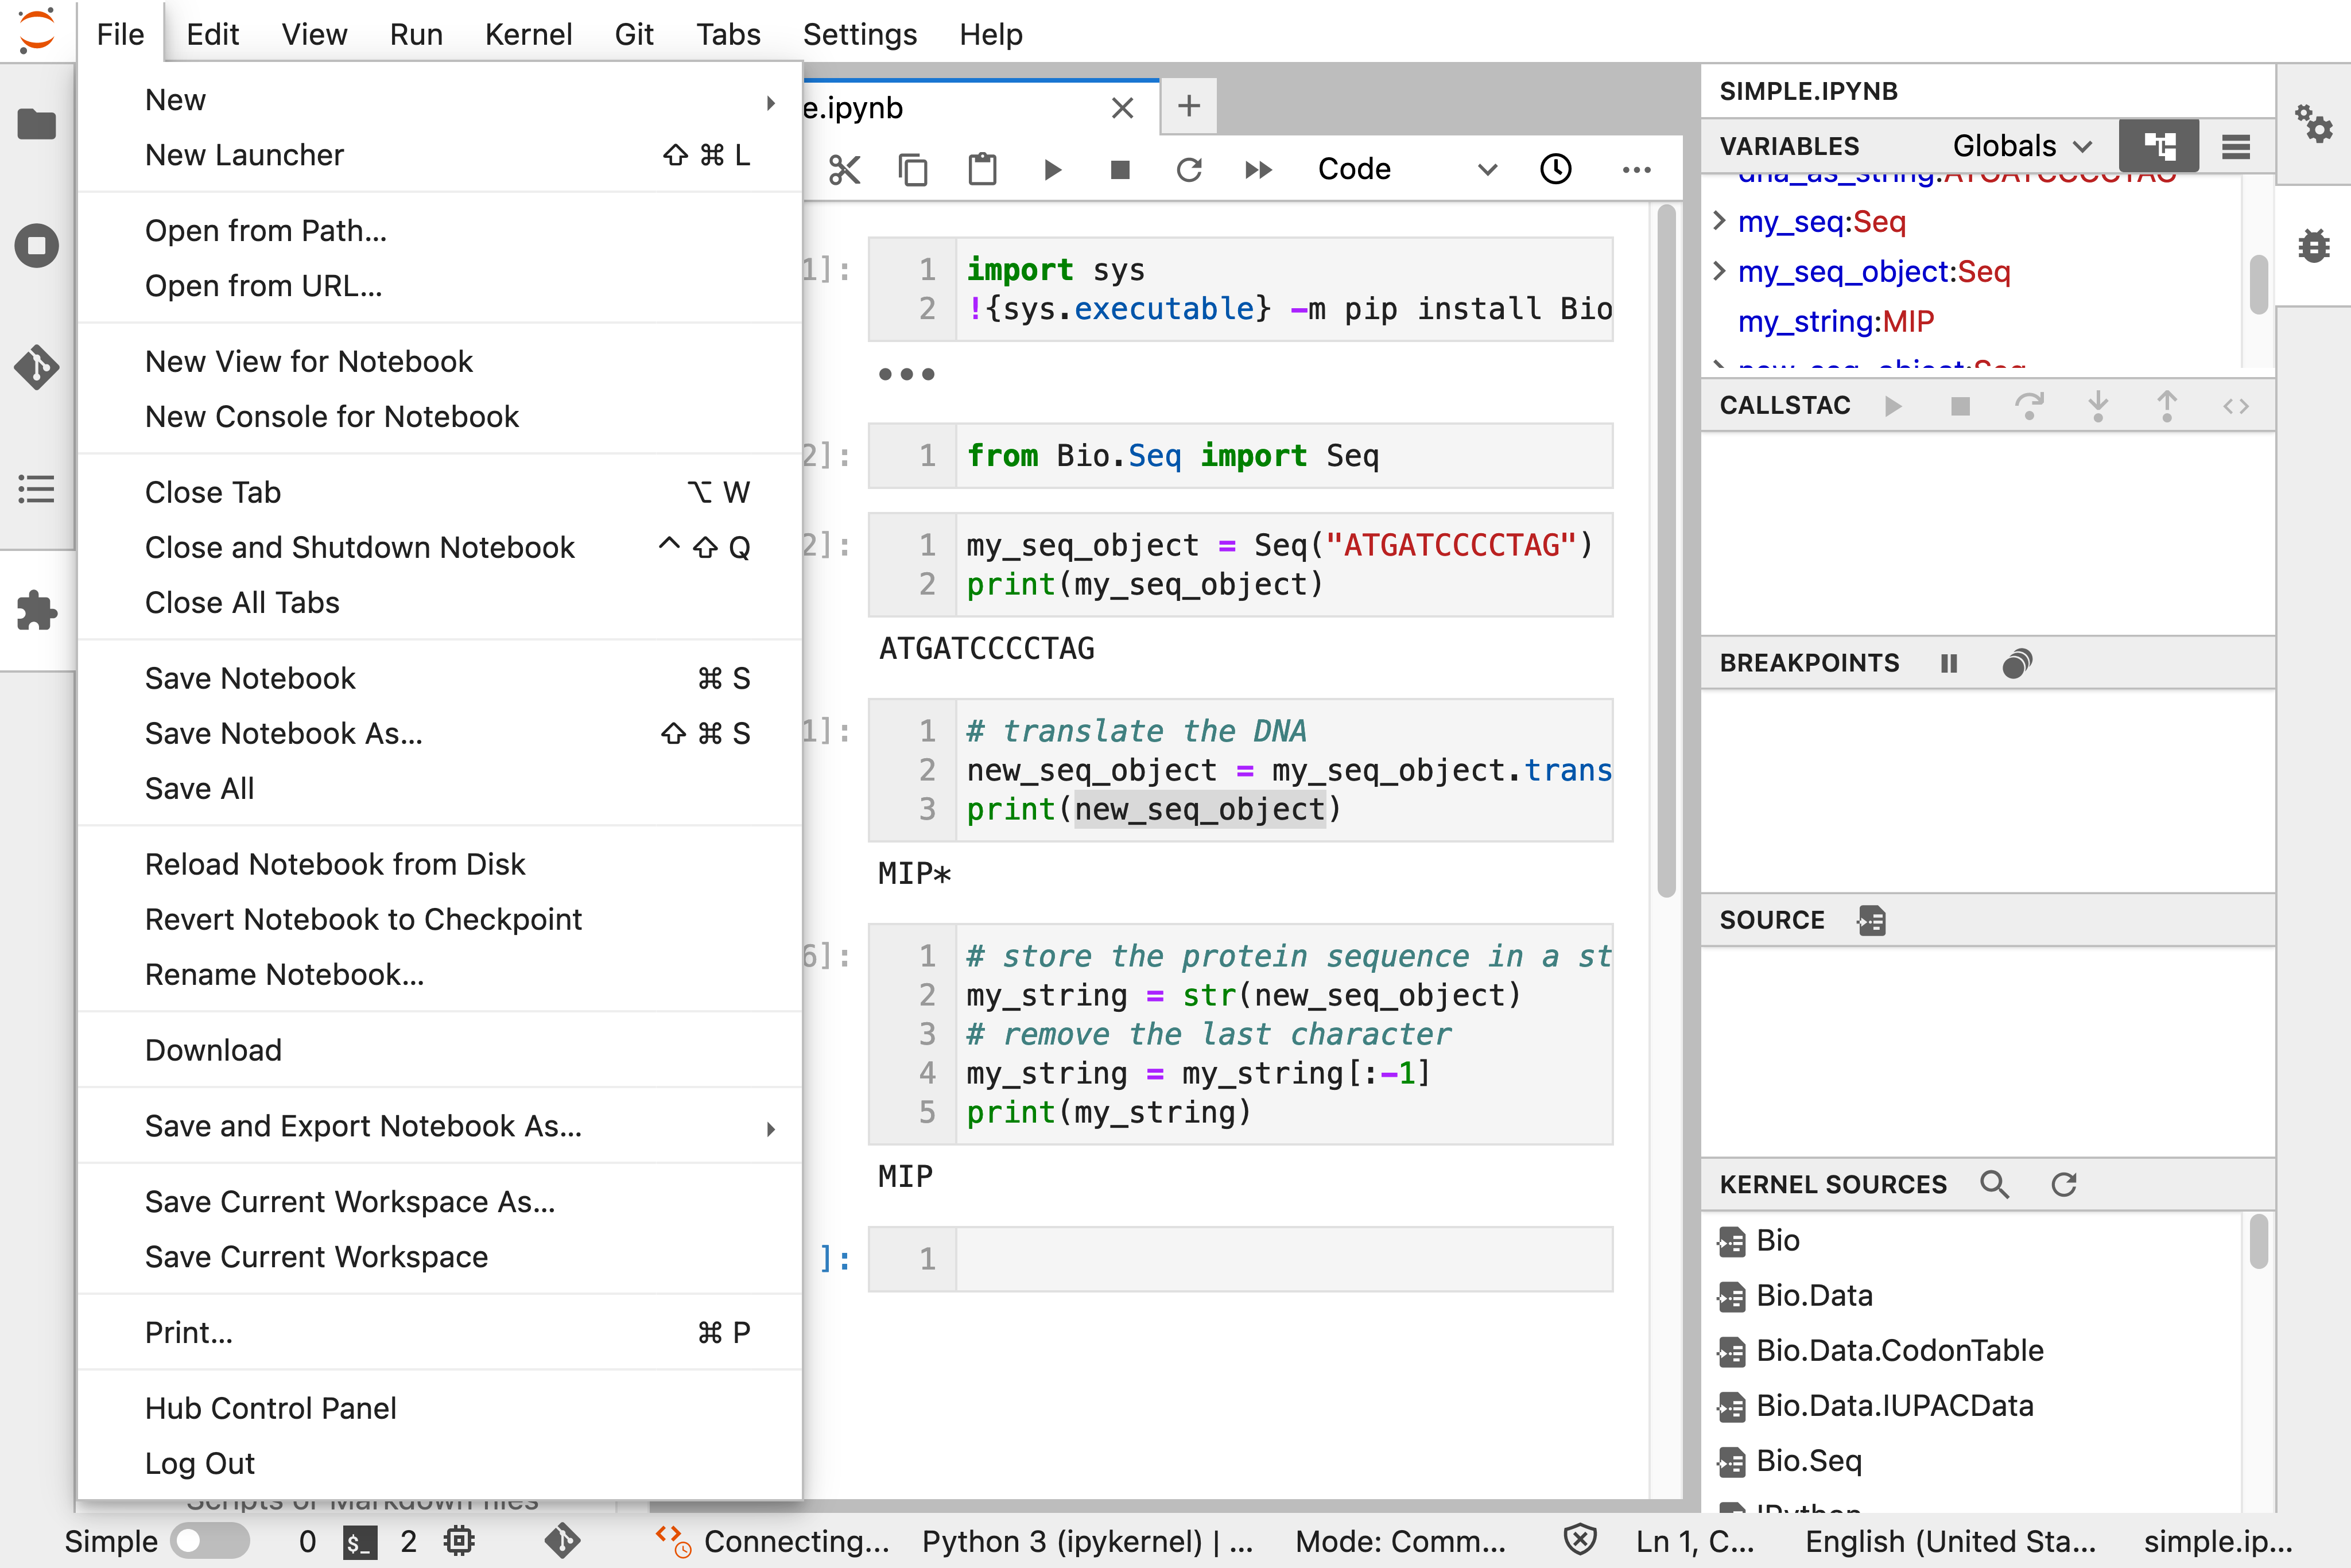 File Edit View Run Kernel Git Tabs Settings Help
New
New Launcher ⇧ ⌘ L
Open from Path...
Open from URL...
New View for Notebook
New Console for Notebook
Close Tab ⌥ W
Close and Shutdown Notebook ^ ⇧ Q
Close All Tabs
Save Notebook ⌘ S
Save Notebook As... ⇧ ⌘ S
Save All
Reload Notebook from Disk
Revert Notebook to Checkpoint
Rename Notebook...
Download
Save and Export Notebook As...
Save Current Workspace As...
Save Current Workspace
Print... ⌘ P
Hub Control Panel
Log Out
Scripts or Markdown files
e.ipynb
Code
1]:
1 import sys
2 !{sys.executable} -m pip install Bio
2]:
1 from Bio.Seq import Seq
2]:
1 my_seq_object = Seq("ATGATCCCCTAG")
2 print(my_seq_object)
ATGATCCCCTAG
1]:
1 # translate the DNA
2 new_seq_object = my_seq_object.trans
3 print(new_seq_object)
MIP*
6]:
1 # store the protein sequence in a st
2 my_string = str(new_seq_object)
3 # remove the last character
4 my_string = my_string[:-1]
5 print(my_string)
MIP
]:
1
SIMPLE.IPYNB
VARIABLES Globals
dna_as_string:ATGATCCCCTAG
my_seq:Seq
my_seq_object:Seq
my_string:MIP
new_seq_object:Seq
CALLSTAC
BREAKPOINTS
SOURCE
KERNEL SOURCES
Bio
Bio.Data
Bio.Data.CodonTable
Bio.Data.IUPACData
Bio.Seq
IPython
Simple 0 $_ 2 Connecting... Python 3 (ipykernel) | ... Mode: Comm... Ln 1, C... English (United Sta... simple.ip...